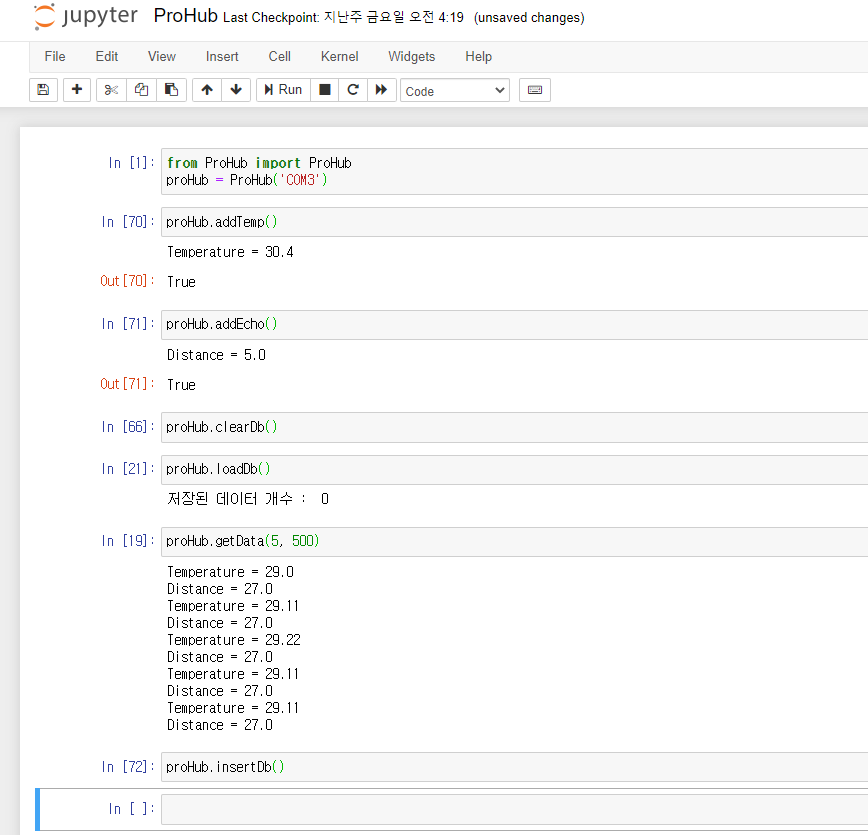 jupyter ProHub Last Checkpoint: 지난주 금요일 오전 4:19 (unsaved changes)
File Edit View Insert Cell Kernel Widgets Help
Run Code
In [1]: from ProHub import ProHub
proHub = ProHub('COM3')
In [70]: proHub.addTemp()
Temperature = 30.4
Out[70]: True
In [71]: proHub.addEcho()
Distance = 5.0
Out[71]: True
In [66]: proHub.clearDb()
In [21]: proHub.loadDb()
저장된 데이터 개수 : 0
In [19]: proHub.getData(5, 500)
Temperature = 29.0
Distance = 27.0
Temperature = 29.11
Distance = 27.0
Temperature = 29.22
Distance = 27.0
Temperature = 29.11
Distance = 27.0
Temperature = 29.11
Distance = 27.0
In [72]: proHub.insertDb()
In [ ]: